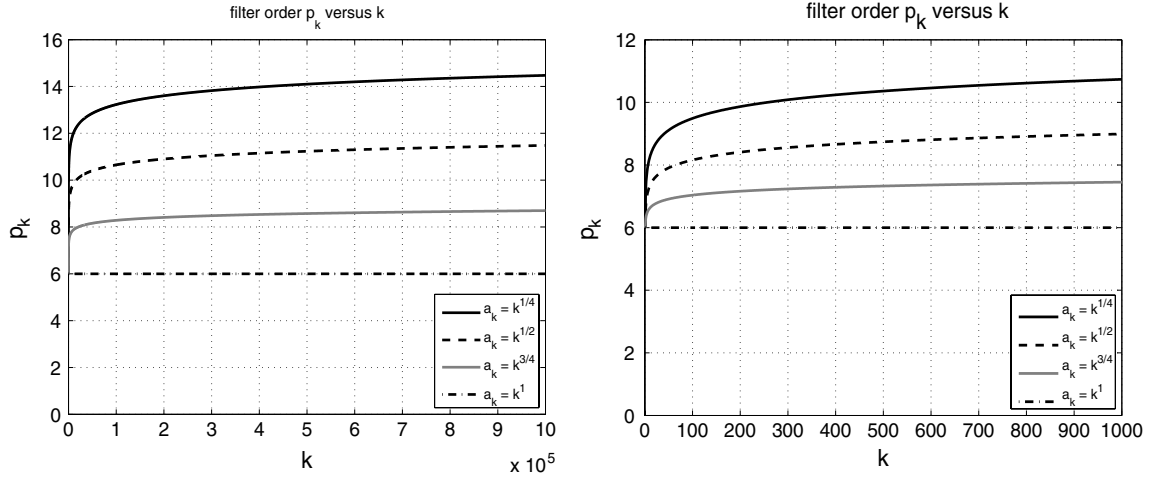 filter order p_k versus k
16
14
12
10
8
6
4
2
0
p_k
0 1 2 3 4 5 6 7 8 9 10
k
x 10^5
a_k = k^{1/4}
a_k = k^{1/2}
a_k = k^{3/4}
a_k = k^1
filter order p_k versus k
12
10
8
6
4
2
0
p_k
0 100 200 300 400 500 600 700 800 900 1000
k
a_k = k^{1/4}
a_k = k^{1/2}
a_k = k^{3/4}
a_k = k^1